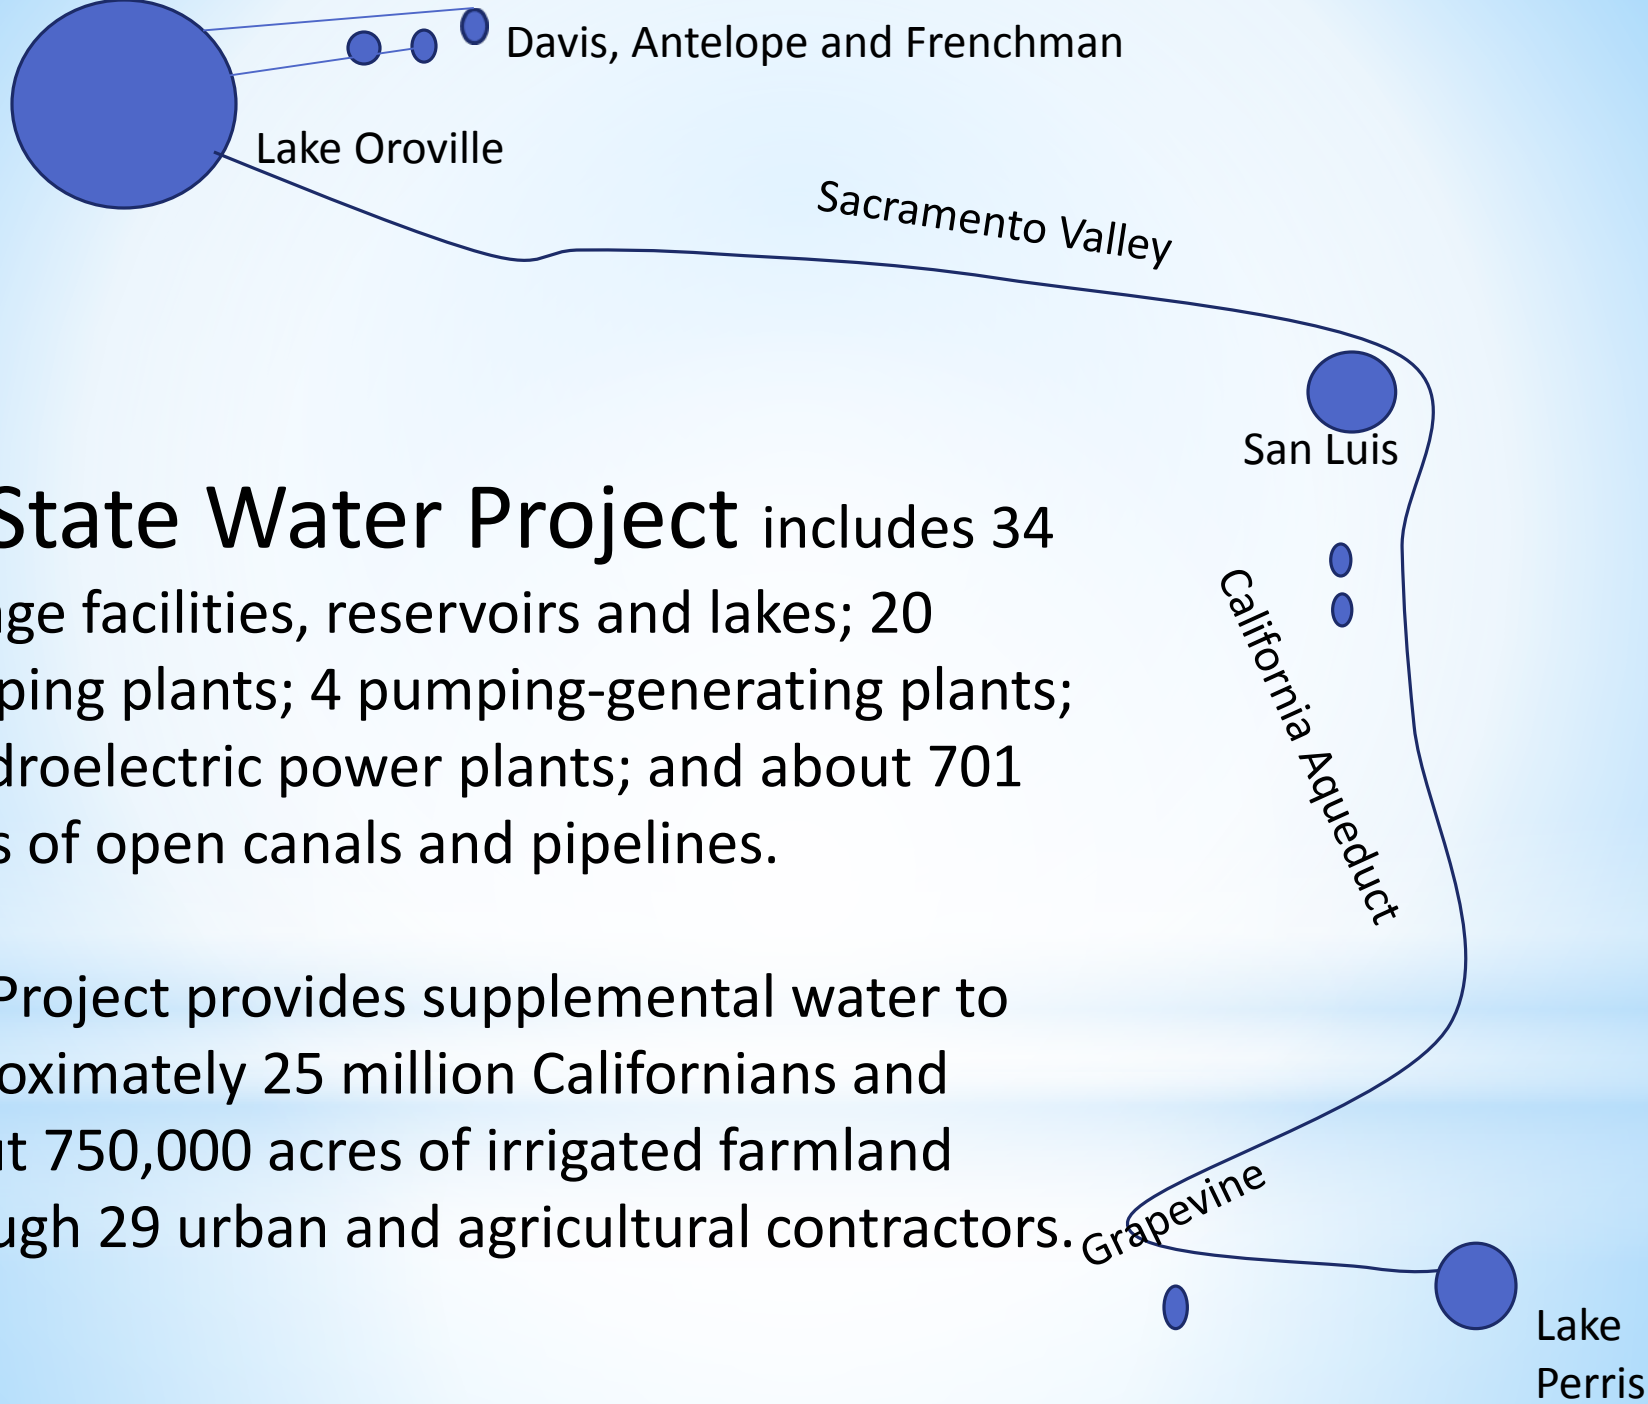 Davis, Antelope and Frenchman
Lake Oroville
Sacramento Valley
San Luis
State Water Project includes 34
ge facilities, reservoirs and lakes; 20
ping plants; 4 pumping-generating plants;
droelectric power plants; and about 701
s of open canals and pipelines.
California Aqueduct
Project provides supplemental water to
oximately 25 million Californians and
ut 750,000 acres of irrigated farmland
ugh 29 urban and agricultural contractors.
Grapevine
Lake
Perris